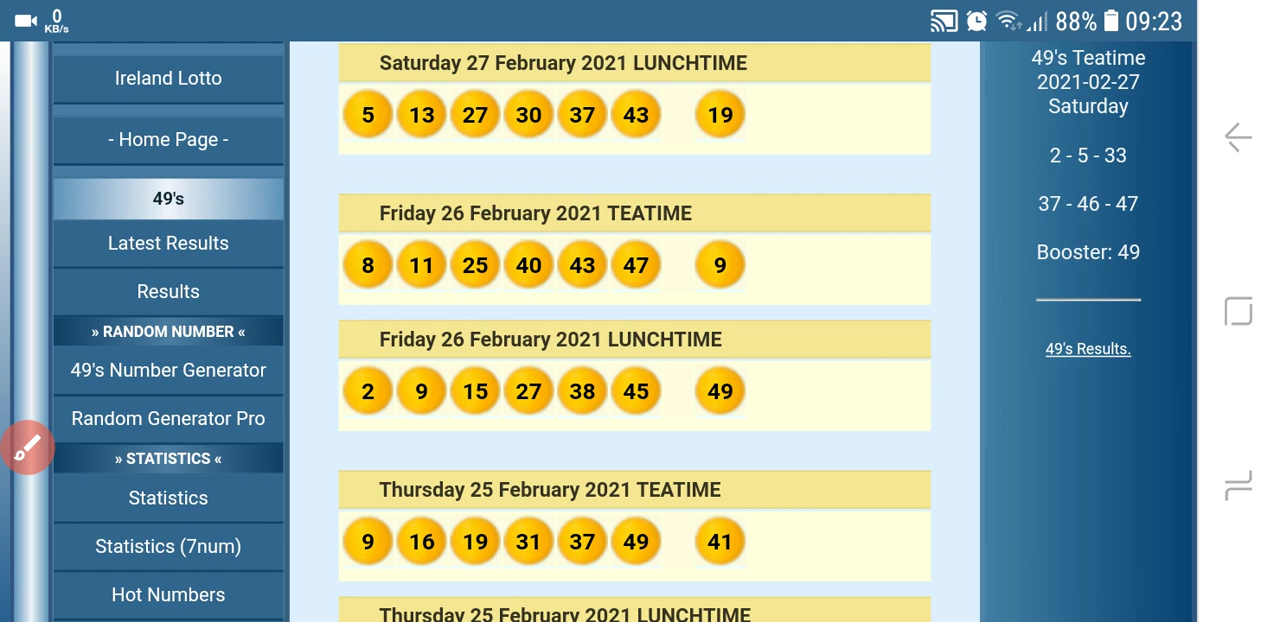 0
KB/s
88% 09:23
Ireland Lotto
- Home Page -
49's
Latest Results
Results
» RANDOM NUMBER «
49's Number Generator
Random Generator Pro
» STATISTICS «
Statistics
Statistics (7num)
Hot Numbers
Saturday 27 February 2021 LUNCHTIME
5 13 27 30 37 43 19
Friday 26 February 2021 TEATIME
8 11 25 40 43 47 9
Friday 26 February 2021 LUNCHTIME
2 9 15 27 38 45 49
Thursday 25 February 2021 TEATIME
9 16 19 31 37 49 41
Thursday 25 February 2021 LUNCHTIME
49's Teatime
2021-02-27
Saturday
2 - 5 - 33
37 - 46 - 47
Booster: 49
49's Results.